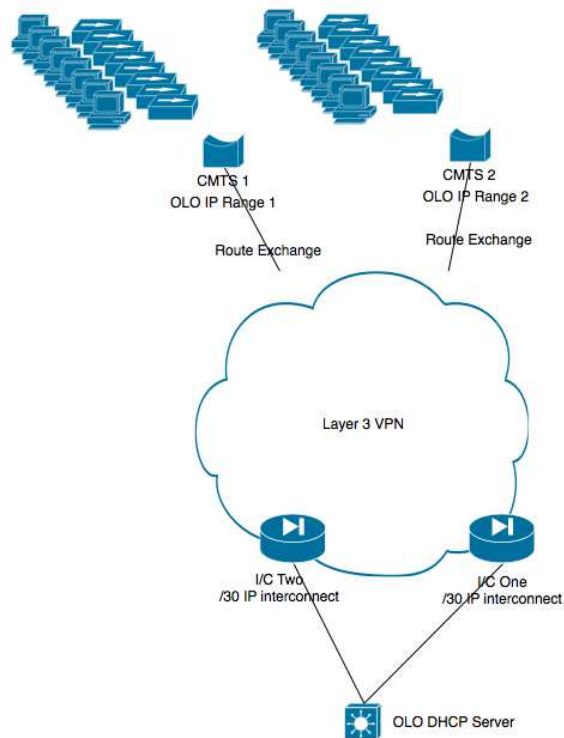 CMTS 1
OLO IP Range 1
CMTS 2
OLO IP Range 2
Route Exchange
Route Exchange
Layer 3 VPN
I/C Two
/30 IP interconnect
I/C One
/30 IP interconnect
OLO DHCP Server